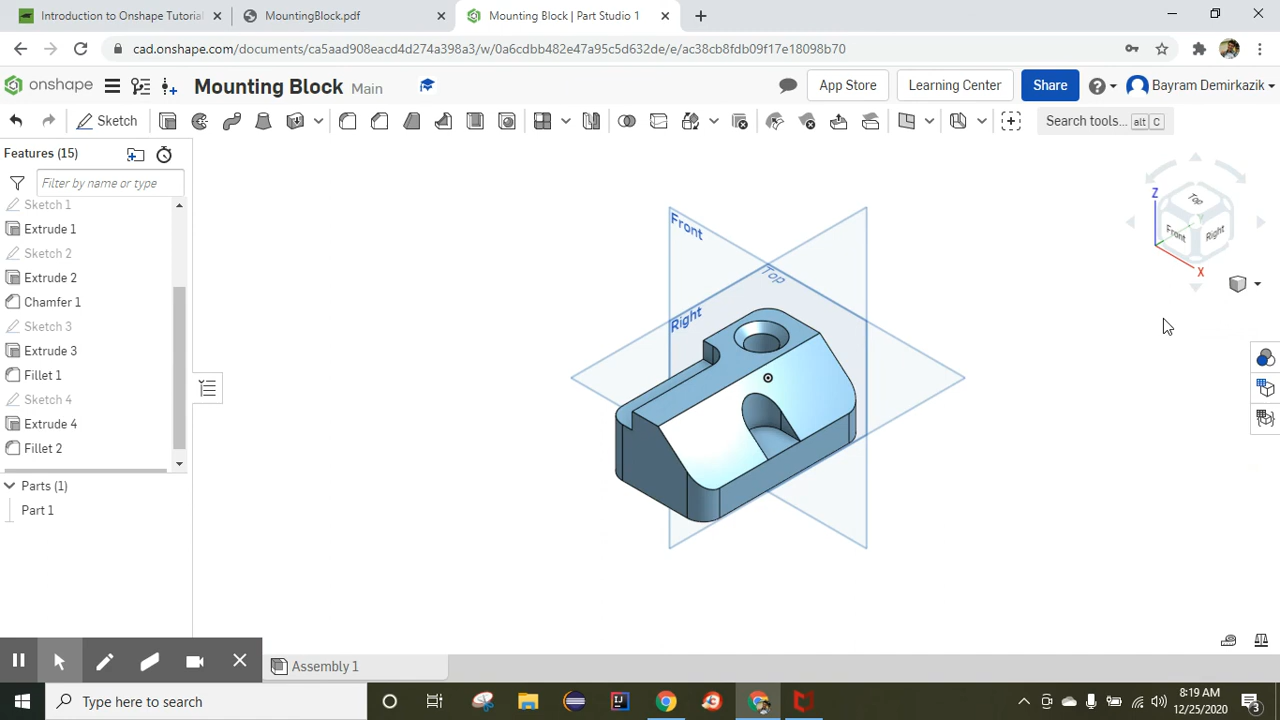 Introduction to Onshape Tutorial
MountingBlock.pdf
Mounting Block | Part Studio 1
cad.onshape.com/documents/ca5aad908eacd4d274a398a3/w/0a6cdbb482e47a95c5d632de/e/ac38cb8fdb09f17e18098b70
onshape
Mounting Block Main
App Store
Learning Center
Share
Bayram Demirkazik
Sketch
Search tools... alt C
Features (15)
Filter by name or type
Sketch 1
Extrude 1
Sketch 2
Extrude 2
Chamfer 1
Sketch 3
Extrude 3
Fillet 1
Sketch 4
Extrude 4
Fillet 2
Parts (1)
Part 1
Front
Top
Right
Z
Top
Front
Right
X
Assembly 1
Type here to search
8:19 AM
12/25/2020
3